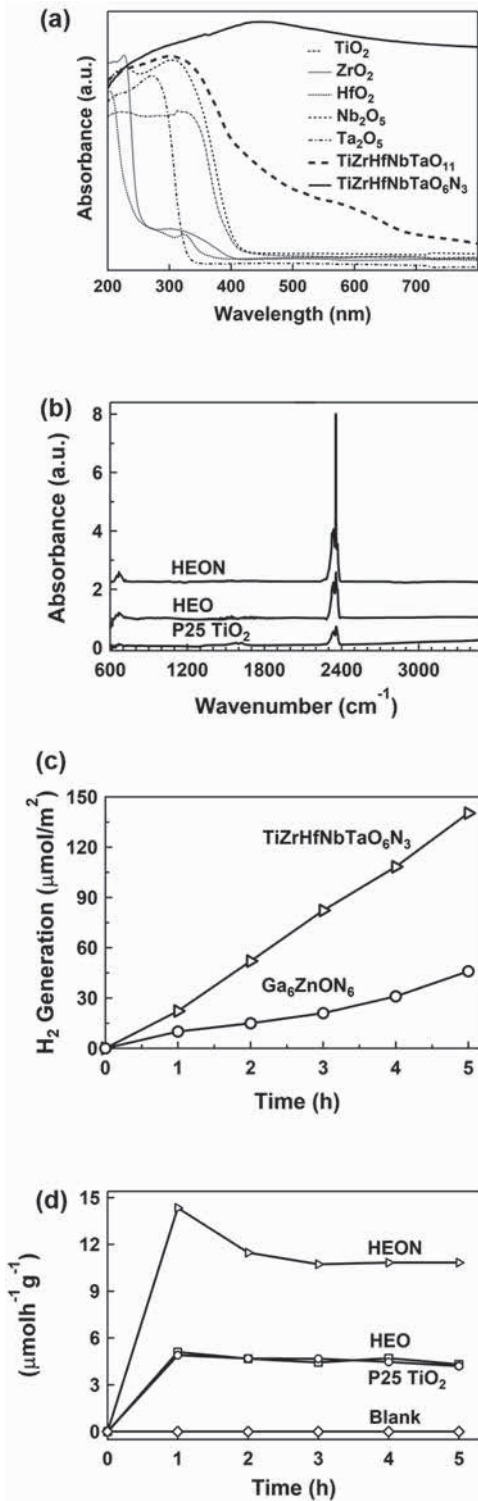 (a)
Absorbance (a.u.)
TiO₂
ZrO₂
HfO₂
Nb₂O₅
Ta₂O₅
TiZrHfNbTaO₁₁
TiZrHfNbTaO₆N₃
200 300 400 500 600 700
Wavelength (nm)
(b)
Absorbance (a.u.)
8
6
4
2
0
HEON
HEO
P25 TiO₂
600 1200 1800 2400 3000
Wavenumber (cm⁻¹)
(c)
H₂ Generation (μmol/m²)
150
120
90
60
30
0
TiZrHfNbTaO₆N₃
Ga₆ZnON₆
0 1 2 3 4 5
Time (h)
(d)
(μmolh⁻¹g⁻¹)
15
12
9
6
3
0
HEON
HEO
P25 TiO₂
Blank
0 1 2 3 4 5
Time (h)